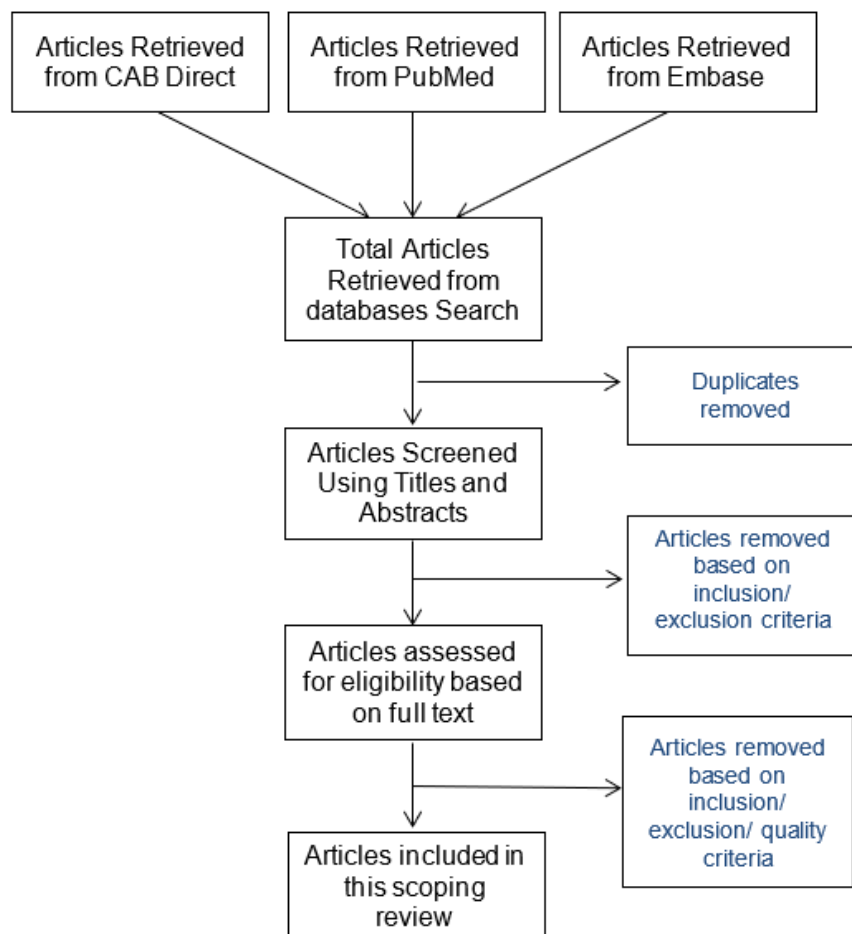 Articles Retrieved
from CAB Direct
Articles Retrieved
from PubMed
Articles Retrieved
from Embase
Total Articles
Retrieved from
databases Search
Duplicates
removed
Articles Screened
Using Titles and
Abstracts
Articles removed
based on
inclusion/
exclusion criteria
Articles assessed
for eligibility based
on full text
Articles removed
based on
inclusion/
exclusion/ quality
criteria
Articles included in
this scoping
review